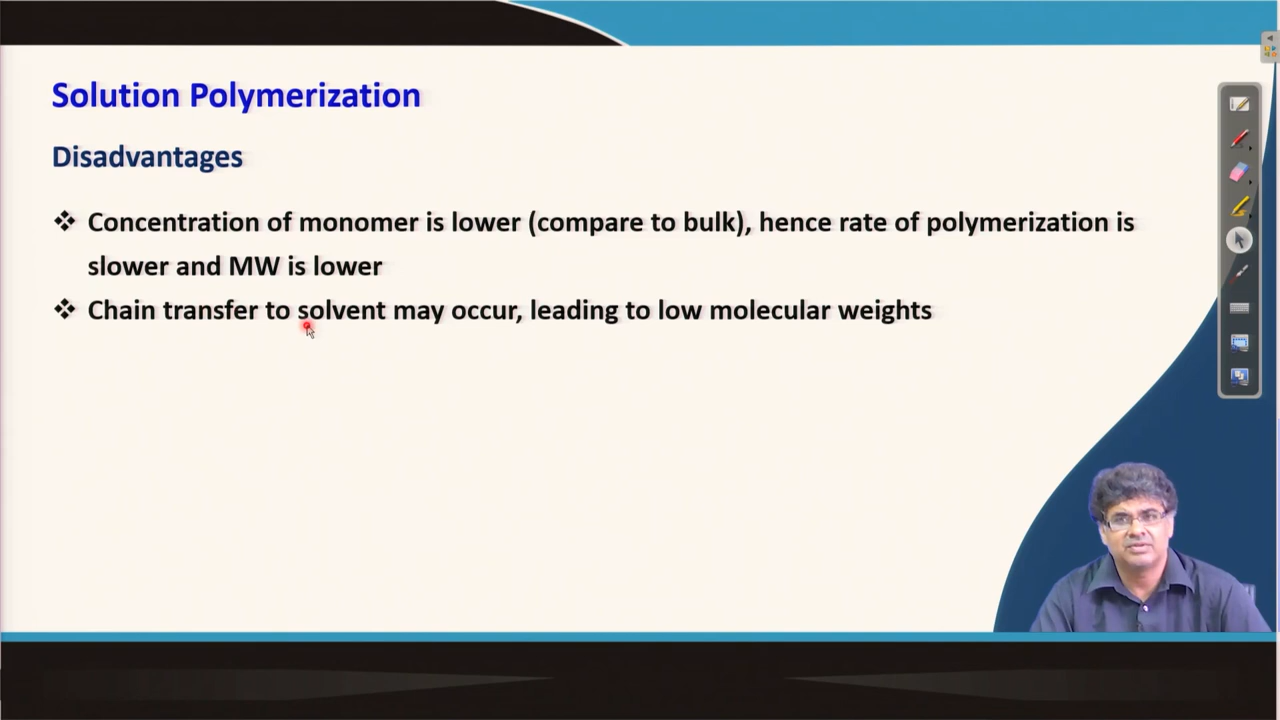 Solution Polymerization
Disadvantages
❖ Concentration of monomer is lower (compare to bulk), hence rate of polymerization is
slower and MW is lower
❖ Chain transfer to solvent may occur, leading to low molecular weights